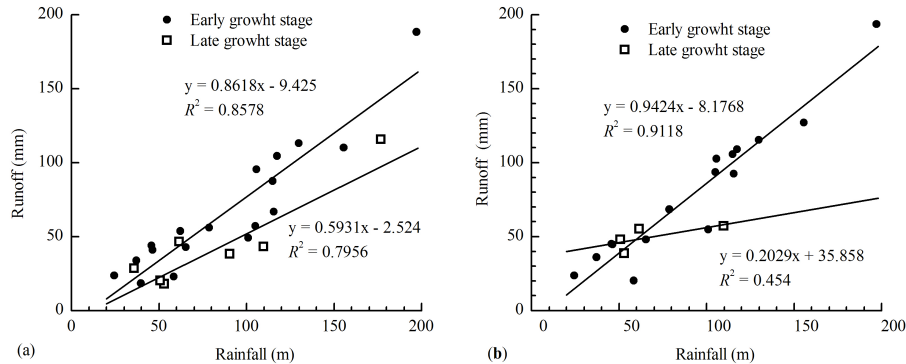 200
150
100
50
0
Runoff (mm)
Early growht stage
Late growht stage
y = 0.8618x - 9.425
R² = 0.8578
y = 0.5931x - 2.524
R² = 0.7956
0 50 100 150 200
Rainfall (m)
(a)
200
150
100
50
0
Runoff (mm)
Early growht stage
Late growht stage
y = 0.9424x - 8.1768
R² = 0.9118
y = 0.2029x + 35.858
R² = 0.454
0 50 100 150 200
Rainfall (m)
(b)